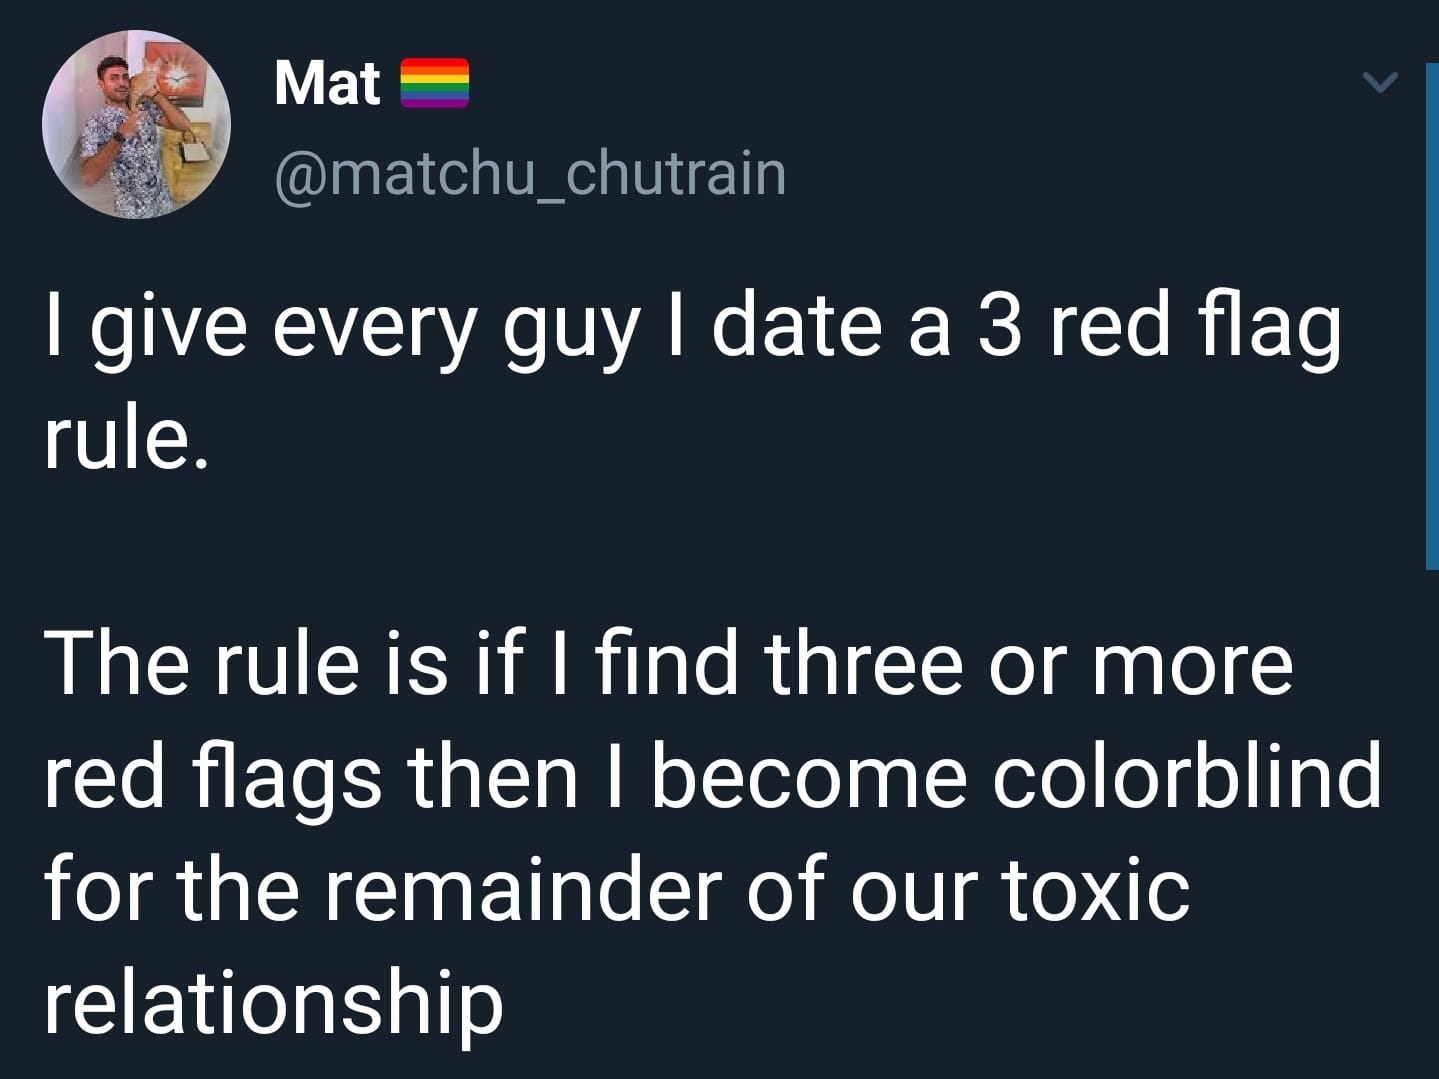 Mat 🏳️‍🌈
@matchu_chutrain
I give every guy I date a 3 red flag
rule.
The rule is if I find three or more
red flags then I become colorblind
for the remainder of our toxic
relationship